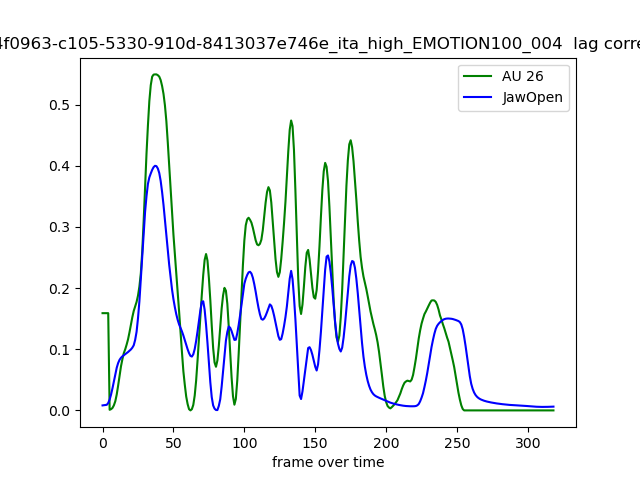 4f0963-c105-5330-910d-8413037e746e_ita_high_EMOTION100_004 lag corre
AU 26
JawOpen
0.5
0.4
0.3
0.2
0.1
0.0
0 50 100 150 200 250 300
frame over time